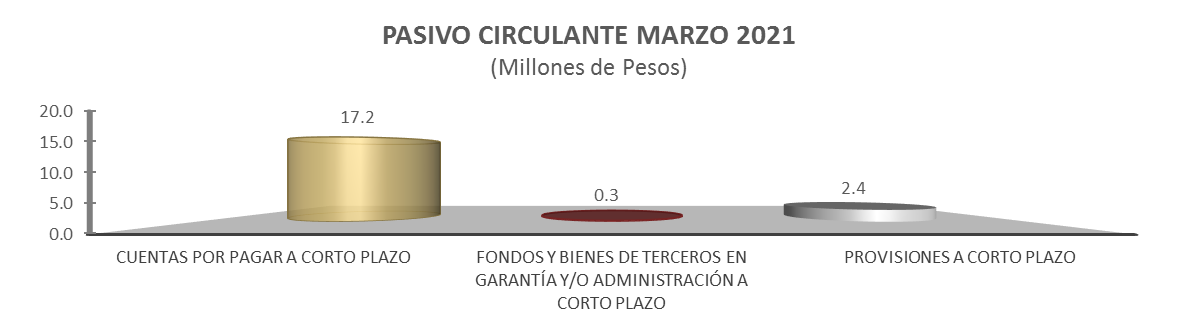 PASIVO CIRCULANTE MARZO 2021
(Millones de Pesos)
20.0
15.0
10.0
5.0
0.0
17.2
0.3
2.4
CUENTAS POR PAGAR A CORTO PLAZO
FONDOS Y BIENES DE TERCEROS EN
GARANTÍA Y/O ADMINISTRACIÓN A
CORTO PLAZO
PROVISIONES A CORTO PLAZO